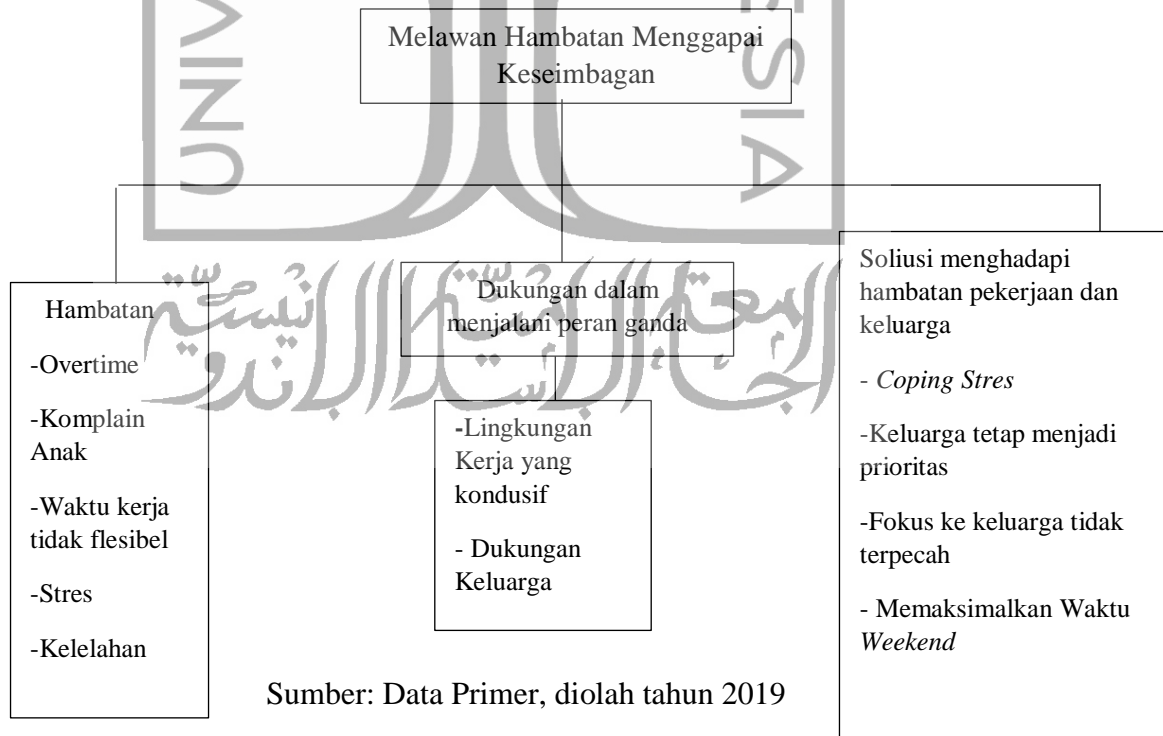 Melawan Hambatan Menggapai
Keseimbagan
Hambatan
-Overtime
-Komplain
Anak
-Waktu kerja
tidak flesibel
-Stres
-Kelelahan
Dukungan dalam
menjalani peran ganda
-Lingkungan
Kerja yang
kondusif
- Dukungan
Keluarga
Soliusi menghadapi
hambatan pekerjaan dan
keluarga
- Coping Stres
-Keluarga tetap menjadi
prioritas
-Fokus ke keluarga tidak
terpecah
- Memaksimalkan Waktu
Weekend
Sumber: Data Primer, diolah tahun 2019